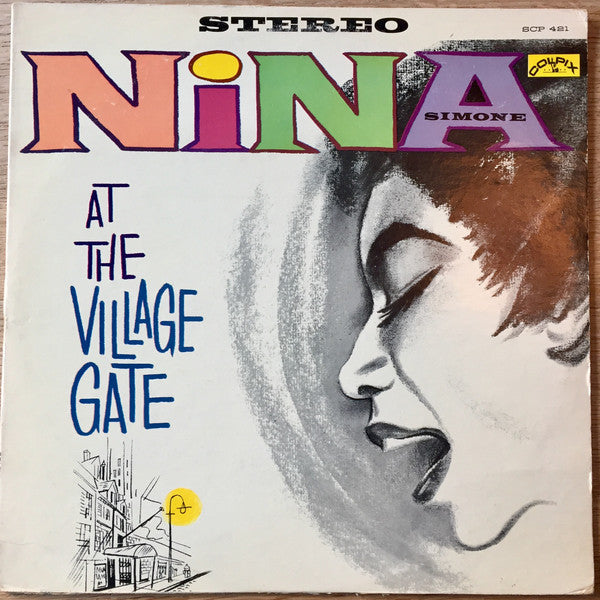 STEREO
SCP 421
NiNA
SIMONE
COLPIX
AT
THE
VILLAGE
GATE